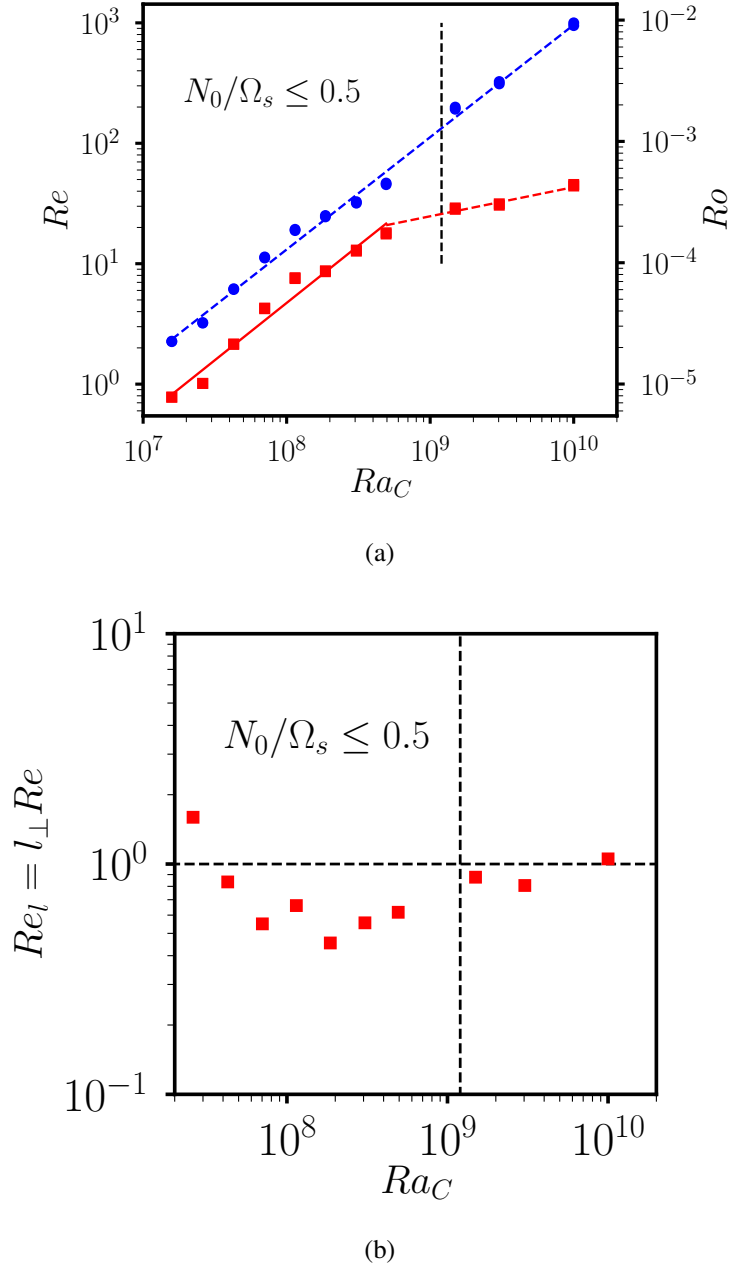 10^3
10^2
10^1
10^0
Re
N_0/Ω_s ≤ 0.5
10^{-2}
10^{-3}
10^{-4}
10^{-5}
Ro
10^7 10^8 10^9 10^{10}
Ra_C
(a)
10^1
10^0
10^{-1}
Re_l = l_⊥Re
N_0/Ω_s ≤ 0.5
10^8 10^9 10^{10}
Ra_C
(b)